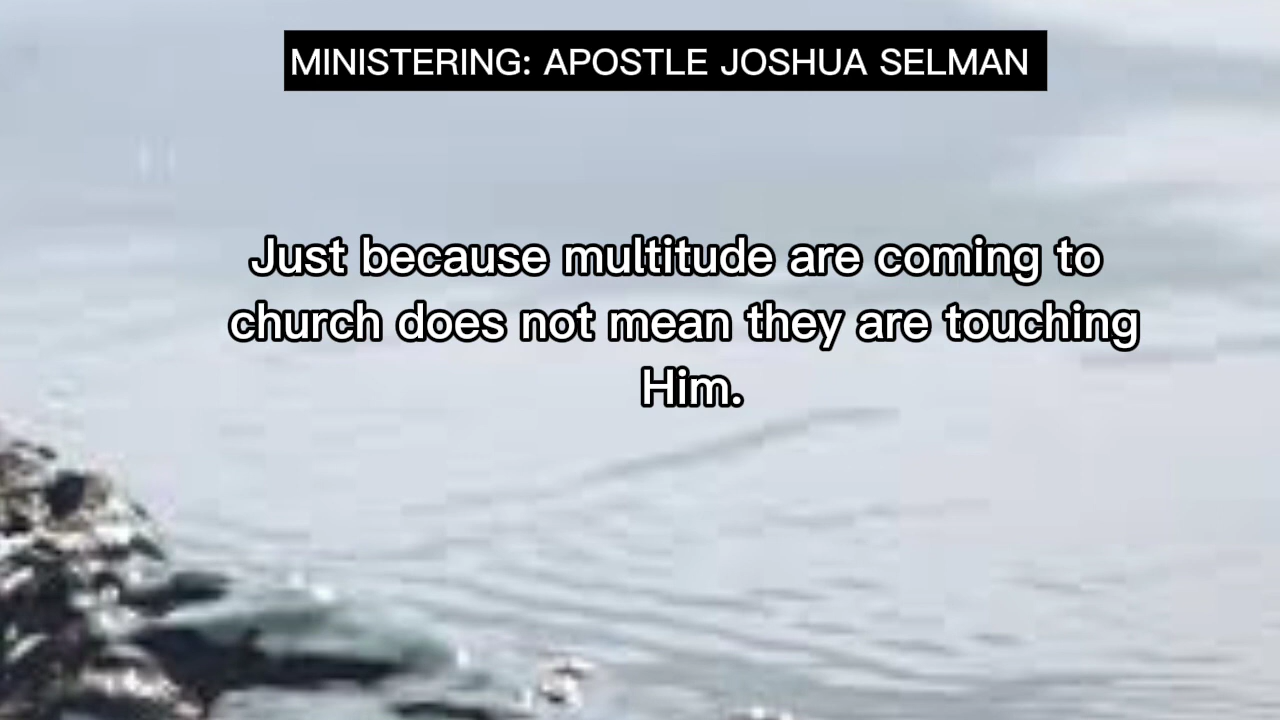 MINISTERING: APOSTLE JOSHUA SELMAN
Just because multitude are coming to
church does not mean they are touching
Him.